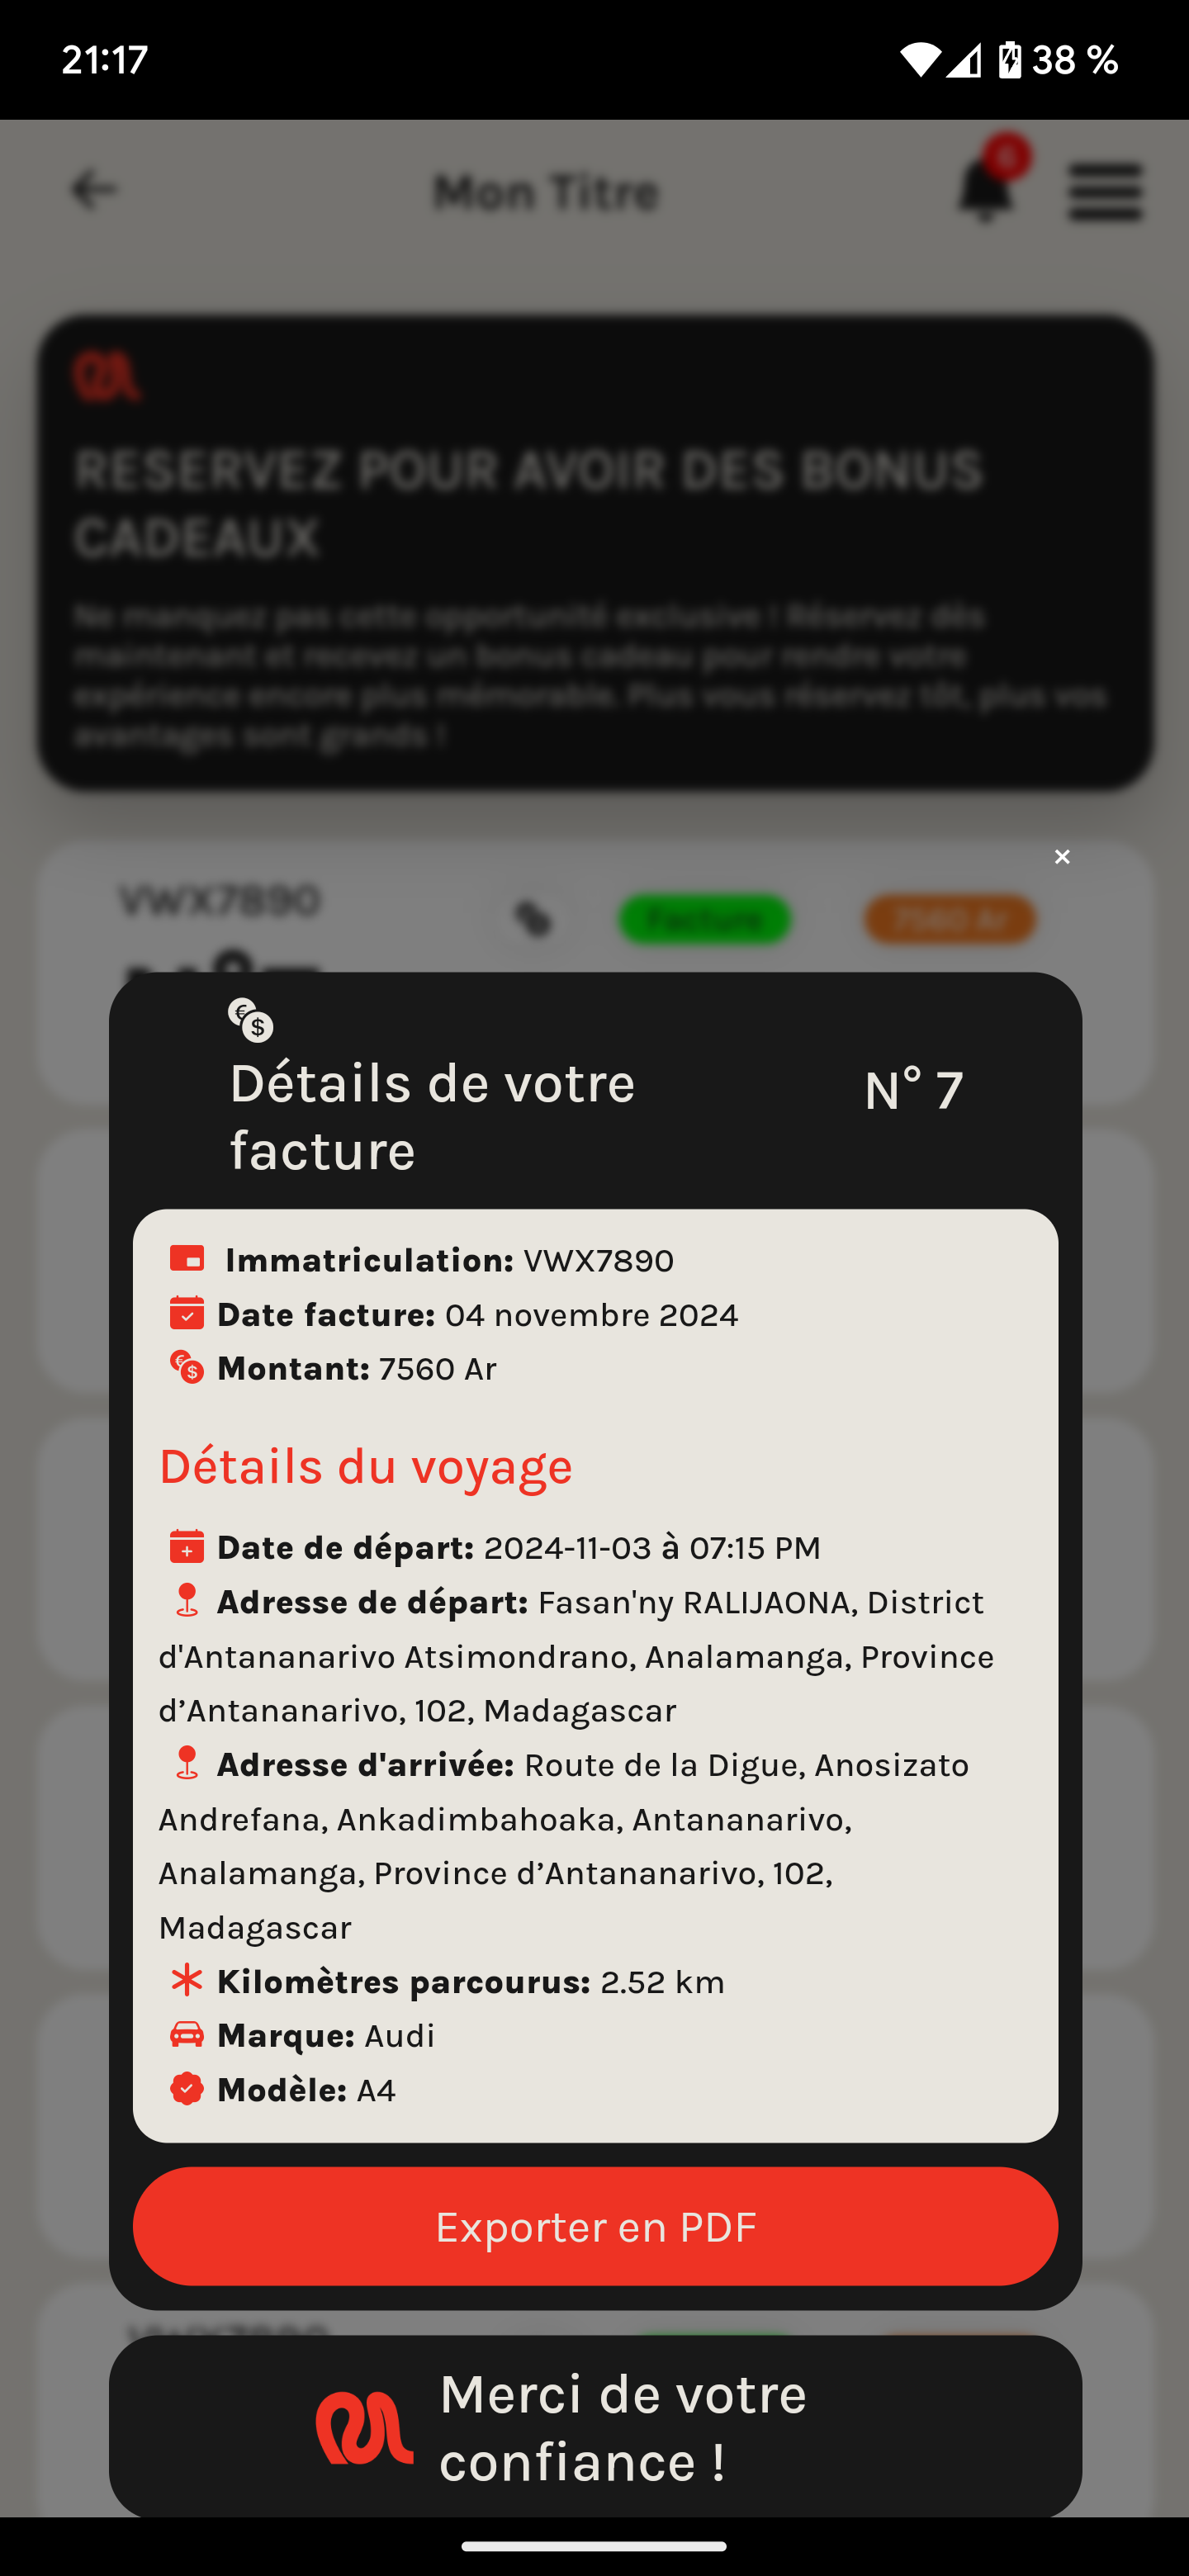 21:17
38 %
Mon Titre
6
RESERVEZ POUR AVOIR DES BONUS
CADEAUX
Ne manquez pas cette opportunité exclusive ! Réservez dès
maintenant et recevez un bonus cadeau pour rendre votre
expérience encore plus mémorable. Plus vous réservez tôt, plus vos
avantages sont grands !
×
VWX7890
Facture
7560 Ar
Détails de votre
facture
N° 7
Immatriculation: VWX7890
Date facture: 04 novembre 2024
Montant: 7560 Ar
Détails du voyage
Date de départ: 2024-11-03 à 07:15 PM
Adresse de départ: Fasan'ny RALIJAONA, District
d'Antananarivo Atsimondrano, Analamanga, Province
d’Antananarivo, 102, Madagascar
Adresse d'arrivée: Route de la Digue, Anosizato
Andrefana, Ankadimbahoaka, Antananarivo,
Analamanga, Province d’Antananarivo, 102,
Madagascar
Kilomètres parcourus: 2.52 km
Marque: Audi
Modèle: A4
Exporter en PDF
Merci de votre
confiance !